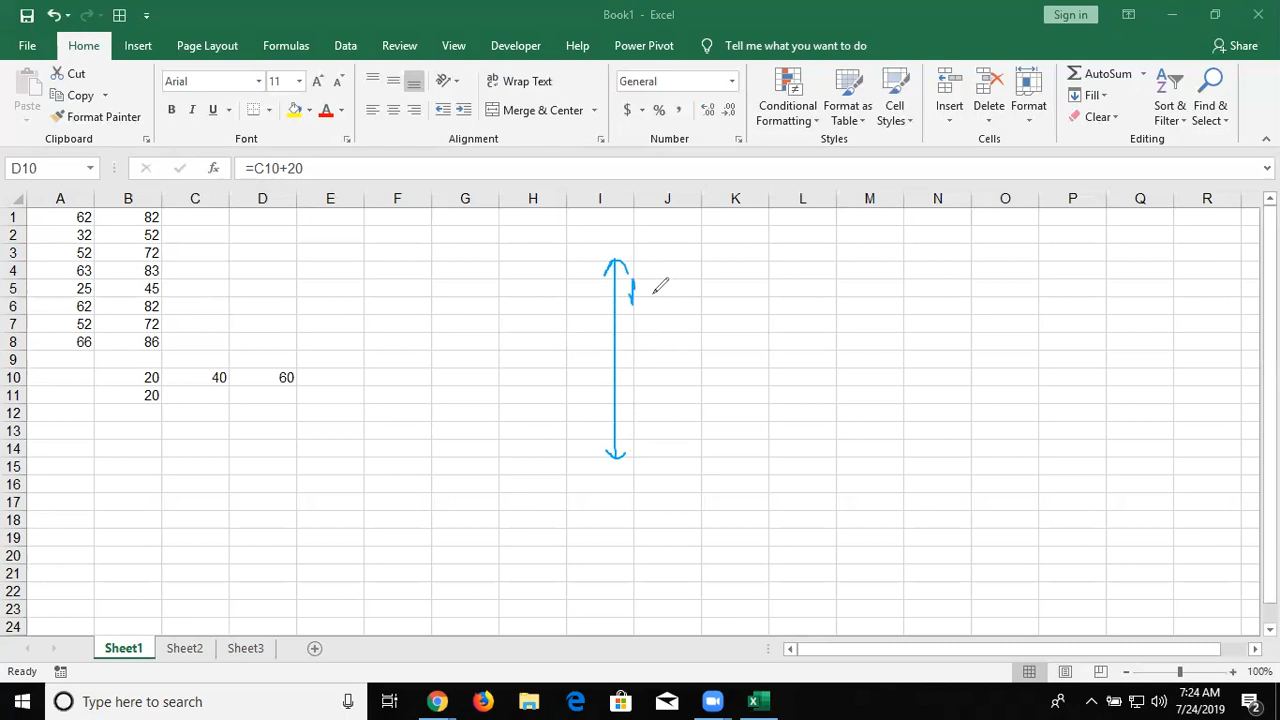 Book1 - Excel
Sign in
File Home Insert Page Layout Formulas Data Review View Developer Help Power Pivot Tell me what you want to do Share
Paste
Cut
Copy
Format Painter
Clipboard
Arial 11
B I U
Font
Wrap Text
Merge & Center
Alignment
General
$ % ,
Number
Conditional Formatting
Format as Table
Cell Styles
Styles
Insert Delete Format
Cells
AutoSum
Fill
Clear
Sort & Filter
Find & Select
Editing
D10 fx =C10+20
A B C D E F G H I J K L M N O P Q R
1 62 82
2 32 52
3 52 72
4 63 83
5 25 45
6 62 82
7 52 72
8 66 86
9
10 20 40 60
11 20
12
13
14
15
16
17
18
19
20
21
22
23
24
Sheet1 Sheet2 Sheet3
Ready 100%
Type here to search
7:24 AM
7/24/2019
2